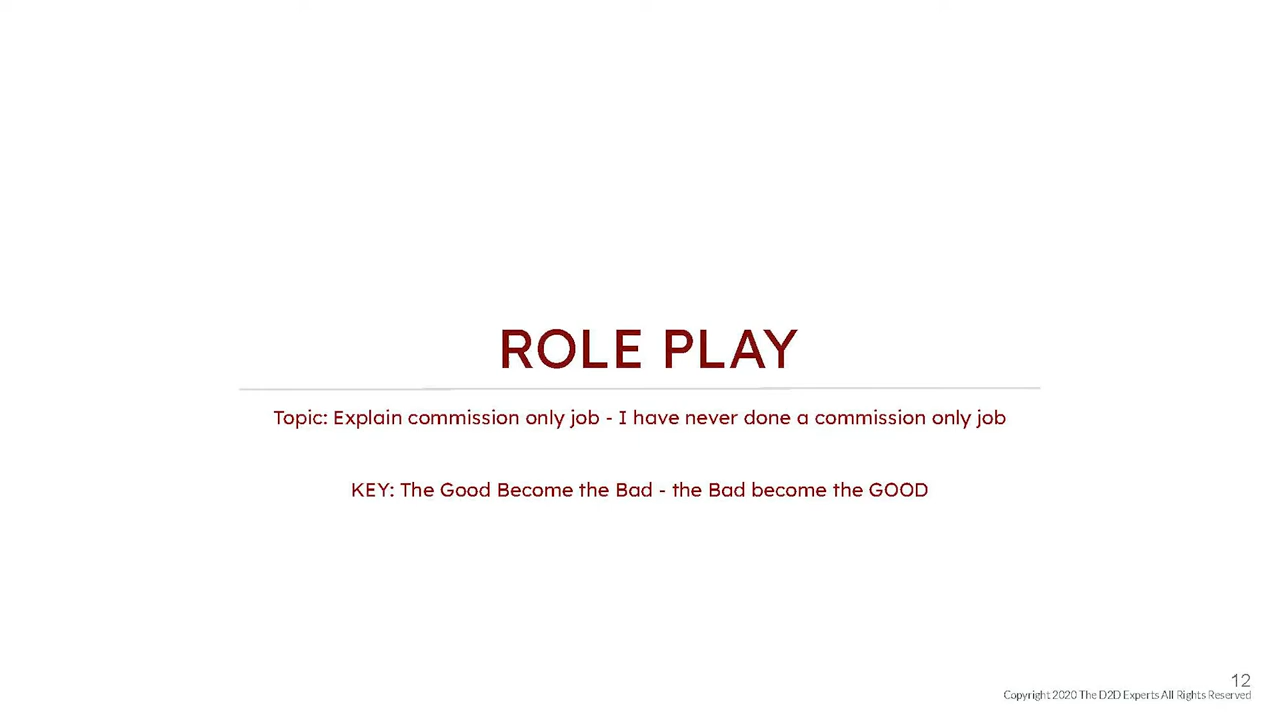 ROLE PLAY
Topic: Explain commission only job - I have never done a commission only job
KEY: The Good Become the Bad - the Bad become the GOOD
12
Copyright 2020 The D2D Experts All Rights Reserved